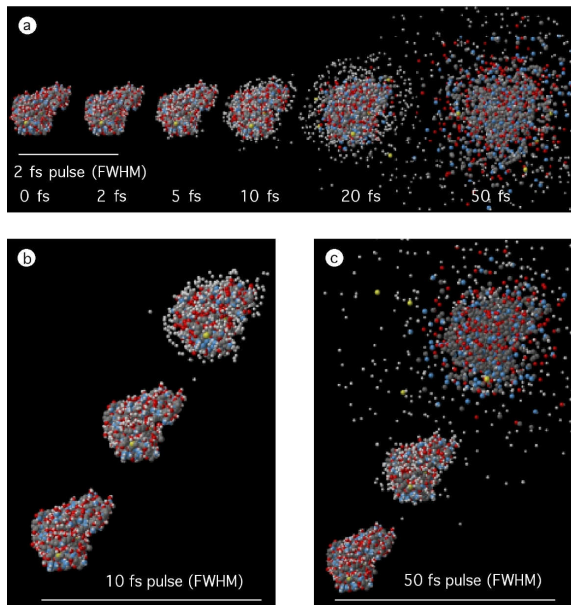 a
2 fs pulse (FWHM)
0 fs 2 fs 5 fs 10 fs 20 fs 50 fs
b
10 fs pulse (FWHM)
c
50 fs pulse (FWHM)